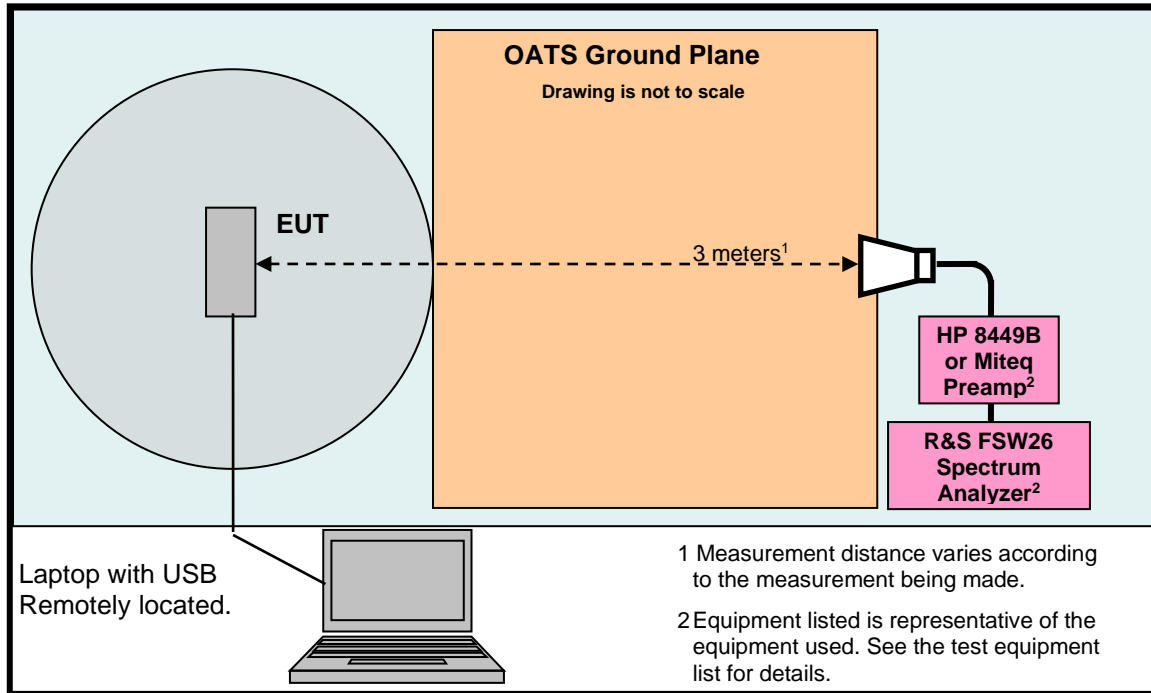 OATS Ground Plane
Drawing is not to scale
EUT
3 meters1
HP 8449B
or Miteq
Preamp2
R&S FSW26
Spectrum
Analyzer2
Laptop with USB
Remotely located.
1 Measurement distance varies according
to the measurement being made.
2 Equipment listed is representative of the
equipment used. See the test equipment
list for details.